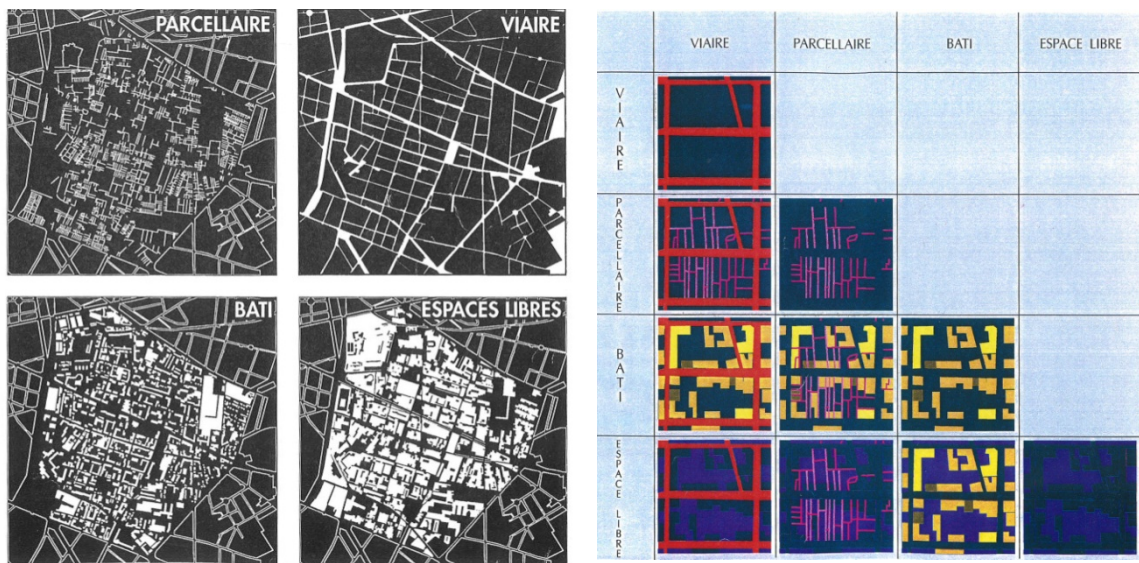 PARCELLAIRE
VIAIRE
BATI
ESPACES LIBRES
VIAIRE
PARCELLAIRE
BATI
ESPACE LIBRE
VIAIRE
PARCELLAIRE
BATI
ESPACE LIBRE